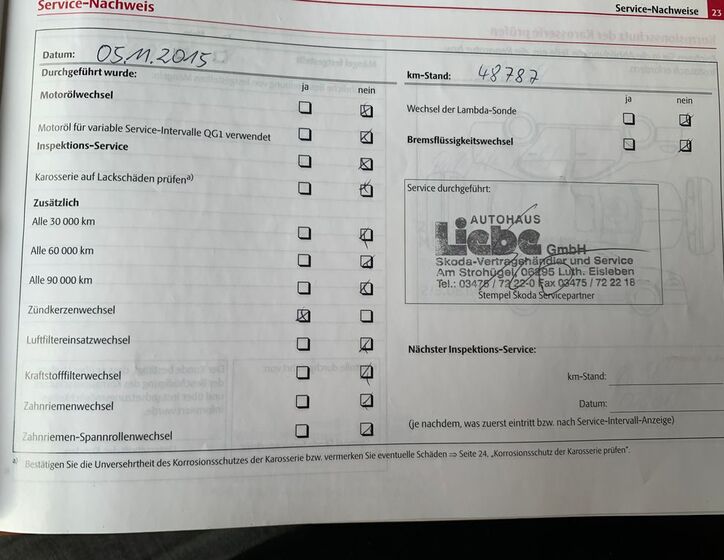 Service-Nachweis
Service-Nachweise 23
Datum: 05.11.2015
km-Stand: 48787
Durchgeführt wurde:
ja nein
ja nein
Motorölwechsel
Wechsel der Lambda-Sonde
Motoröl für variable Service-Intervalle QG1 verwendet
Bremsflüssigkeitswechsel
Inspektions-Service
Karosserie auf Lackschäden prüfen a)
Zusätzlich
Alle 30 000 km
Alle 60 000 km
Alle 90 000 km
Zündkerzenwechsel
Luftfiltereinsatzwechsel
Kraftstofffilterwechsel
Zahnriemenwechsel
Zahnriemen-Spannrollenwechsel
Service durchgeführt:
AUTOHAUS
Liebe GmbH
Skoda-Vertragshändler und Service
Am Strohügel, 06295 Luth. Eisleben
Tel.: 03475 / 72 22-0 Fax 03475 / 72 22 18
Stempel Skoda Servicepartner
Nächster Inspektions-Service:
km-Stand:
Datum:
(je nachdem, was zuerst eintritt bzw. nach Service-Intervall-Anzeige)
a) Bestätigen Sie die Unversehrtheit des Korrosionsschutzes der Karosserie bzw. vermerken Sie eventuelle Schäden ⇒ Seite 24, „Korrosionsschutz der Karosserie prüfen".